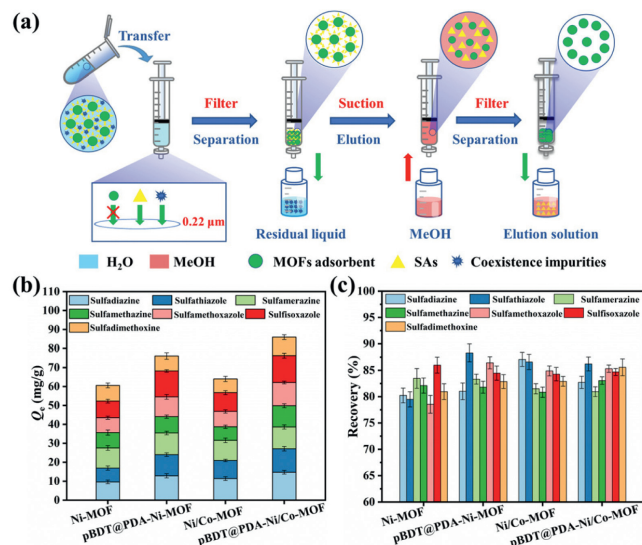 (a)
Transfer
Filter
Separation
Suction
Elution
Filter
Separation
0.22 μm
Residual liquid
MeOH
Elution solution
H₂O
MeOH
MOFs adsorbent
SAs
Coexistence impurities
110
100
90
80
70
60
50
40
30
20
10
0
Qₑ (mg/g)
Sulfadiazine
Sulfathiazole
Sulfamerazine
Sulfamethazine
Sulfamethoxazole
Sulfisoxazole
Sulfadimethoxine
(b)
Ni-MOF
pBDT@PDA-Ni-MOF
Ni/Co-MOF
pBDT@PDA-Ni/Co-MOF
100
95
90
85
80
75
70
65
60
Recovery (%)
Sulfadiazine
Sulfathiazole
Sulfamerazine
Sulfamethazine
Sulfamethoxazole
Sulfisoxazole
Sulfadimethoxine
(c)
Ni-MOF
pBDT@PDA-Ni-MOF
Ni/Co-MOF
pBDT@PDA-Ni/Co-MOF